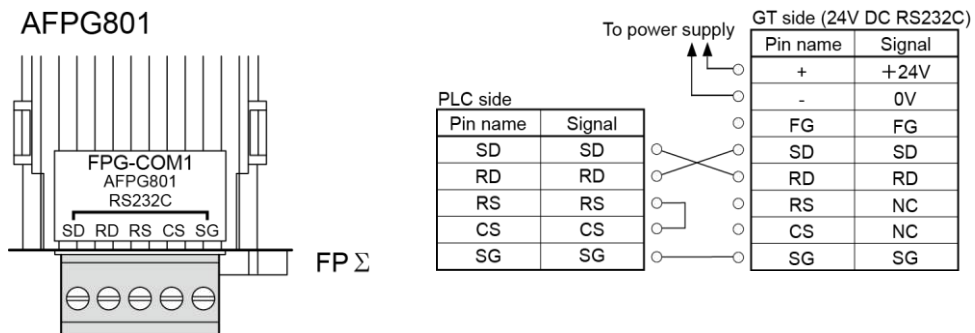 AFPG801
FPG-COM1
AFPG801
RS232C
SD RD RS CS SG
FP Σ
To power supply
PLC side
Pin name Signal
SD SD
RD RD
RS RS
CS CS
SG SG
GT side (24V DC RS232C)
Pin name Signal
+ +24V
- 0V
FG FG
SD SD
RD RD
RS NC
CS NC
SG SG